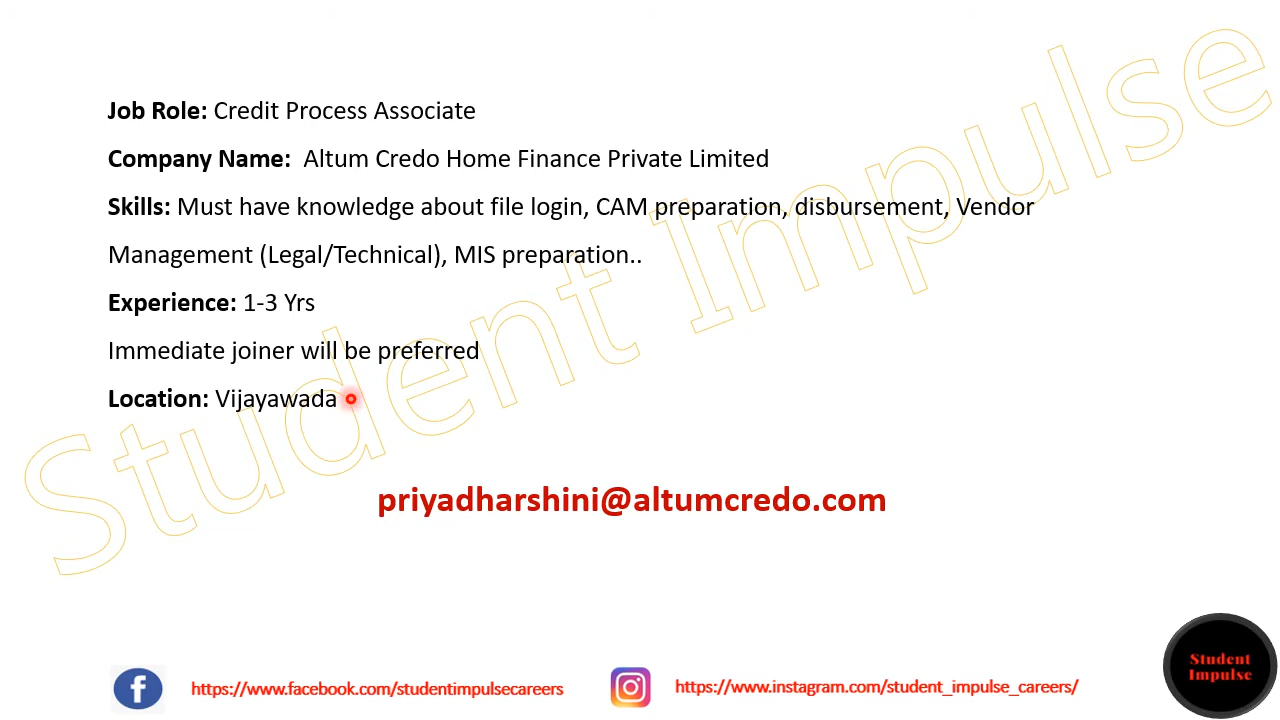 Job Role: Credit Process Associate
Company Name: Altum Credo Home Finance Private Limited
Skills: Must have knowledge about file login, CAM preparation, disbursement, Vendor
Management (Legal/Technical), MIS preparation..
Experience: 1-3 Yrs
Immediate joiner will be preferred
Location: Vijayawada
Student Impulse
priyadharshini@altumcredo.com
https://www.facebook.com/studentimpulsecareers
https://www.instagram.com/student_impulse_careers/
Student
Impulse